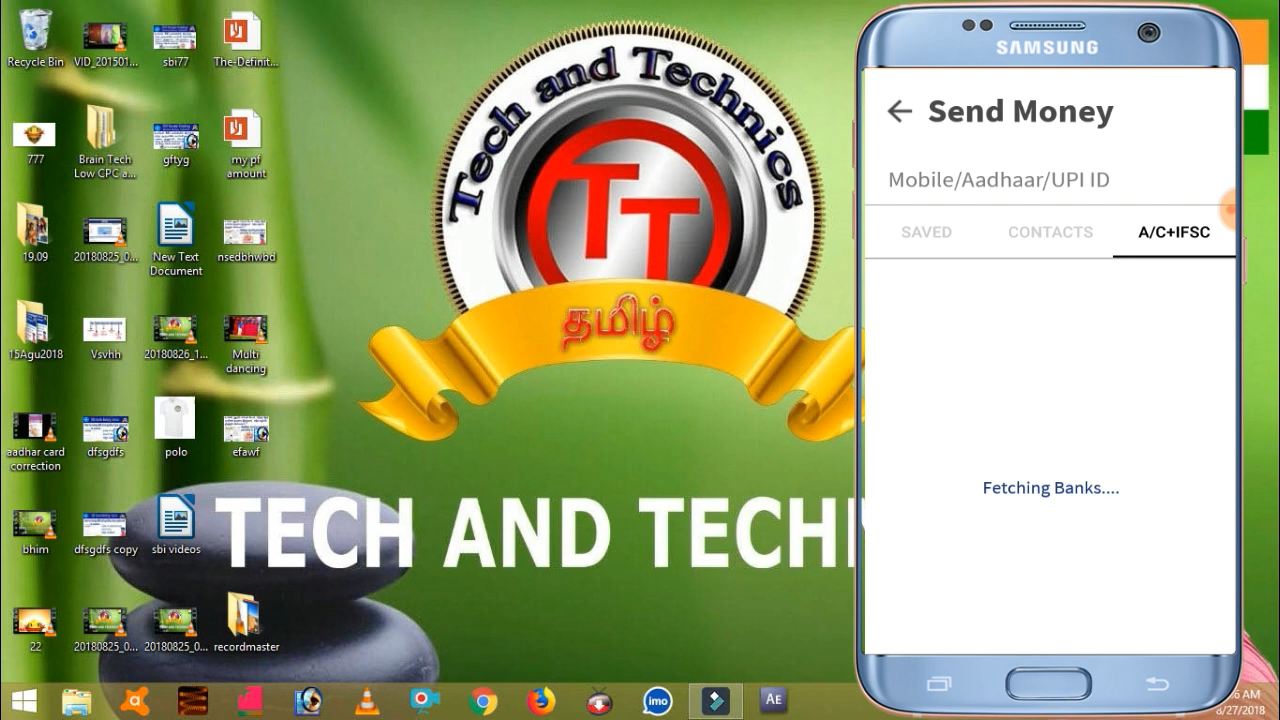 Recycle Bin
VID_201501...
sbi77
The-Definit...
777
Brain Tech
Low CPC a...
gftyg
my pf
amount
19.09
20180825_0...
New Text
Document
nsedbhwbd
15Agu2018
Vsvhh
20180826_1...
Multi
dancing
aadhar card
correction
dfsgdfs
polo
efawf
bhim
dfsgdfs copy
sbi videos
22
20180825_0...
20180825_0...
recordmaster
Tech and Technics
TT
தமிழ்
TECH AND TECH
SAMSUNG
Send Money
Mobile/Aadhaar/UPI ID
SAVED
CONTACTS
A/C+IFSC
Fetching Banks....
imo
AE
6 AM
8/27/2018